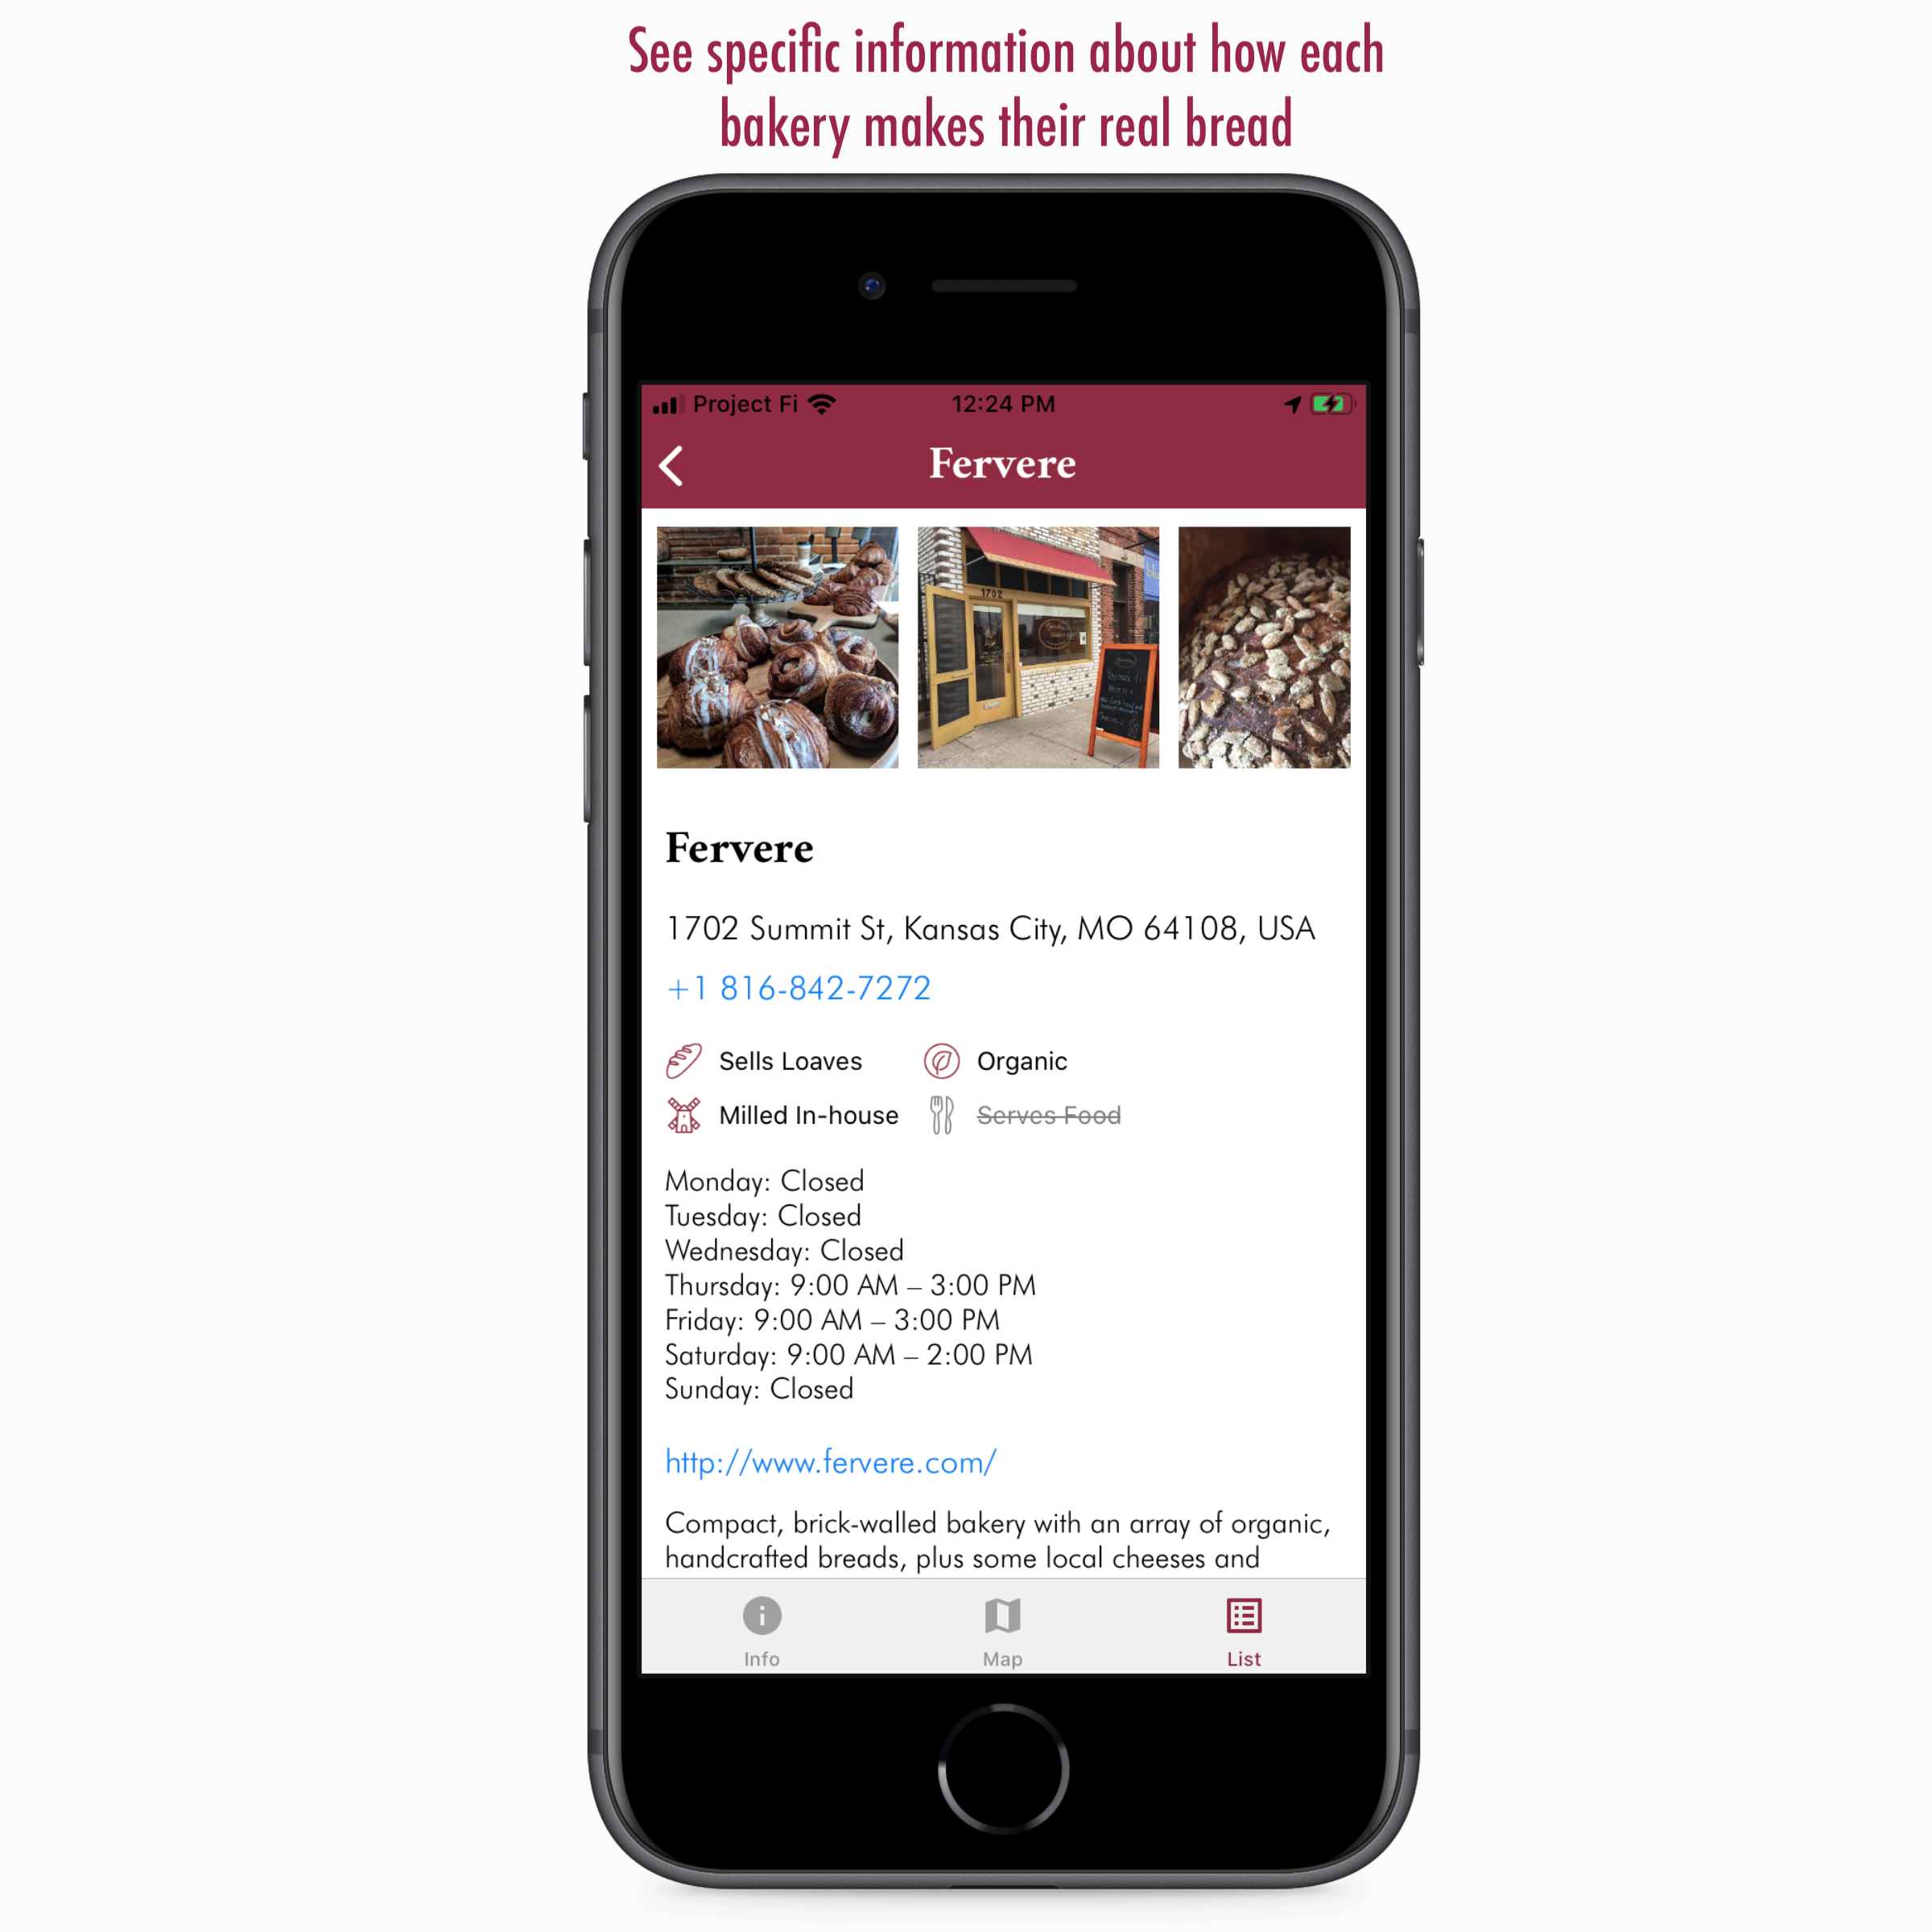 See specific information about how each
bakery makes their real bread
Project Fi 12:24 PM
Fervere
1702
Fervere
1702 Summit St, Kansas City, MO 64108, USA
+1 816-842-7272
Sells Loaves Organic
Milled In-house Serves Food
Monday: Closed
Tuesday: Closed
Wednesday: Closed
Thursday: 9:00 AM – 3:00 PM
Friday: 9:00 AM – 3:00 PM
Saturday: 9:00 AM – 2:00 PM
Sunday: Closed
http://www.fervere.com/
Compact, brick-walled bakery with an array of organic,
handcrafted breads, plus some local cheeses and
Info Map List